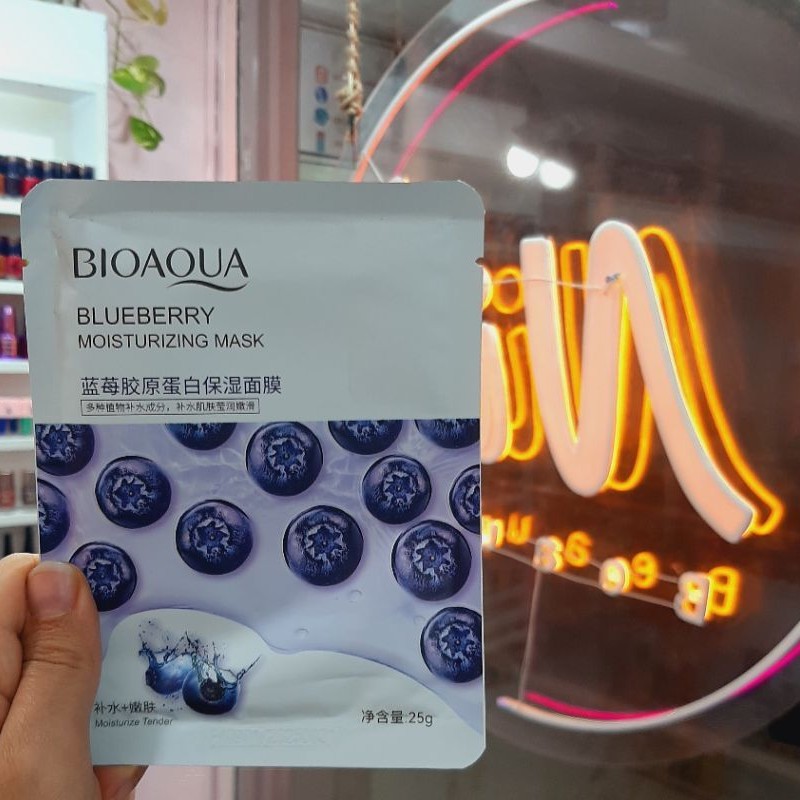 BIOAQUA
BLUEBERRY
MOISTURIZING MASK
蓝莓胶原蛋白保湿面膜
多种植物补水成分，补水肌肤莹润嫩滑
补水+嫩肤
Moisturize Tender
净含量:25g